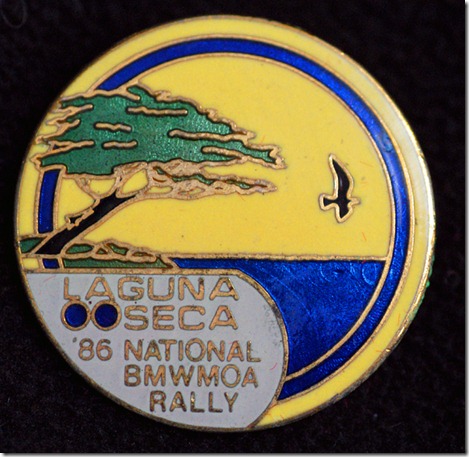 LAGUNA
SECA
'86 NATIONAL
BMWMOA
RALLY